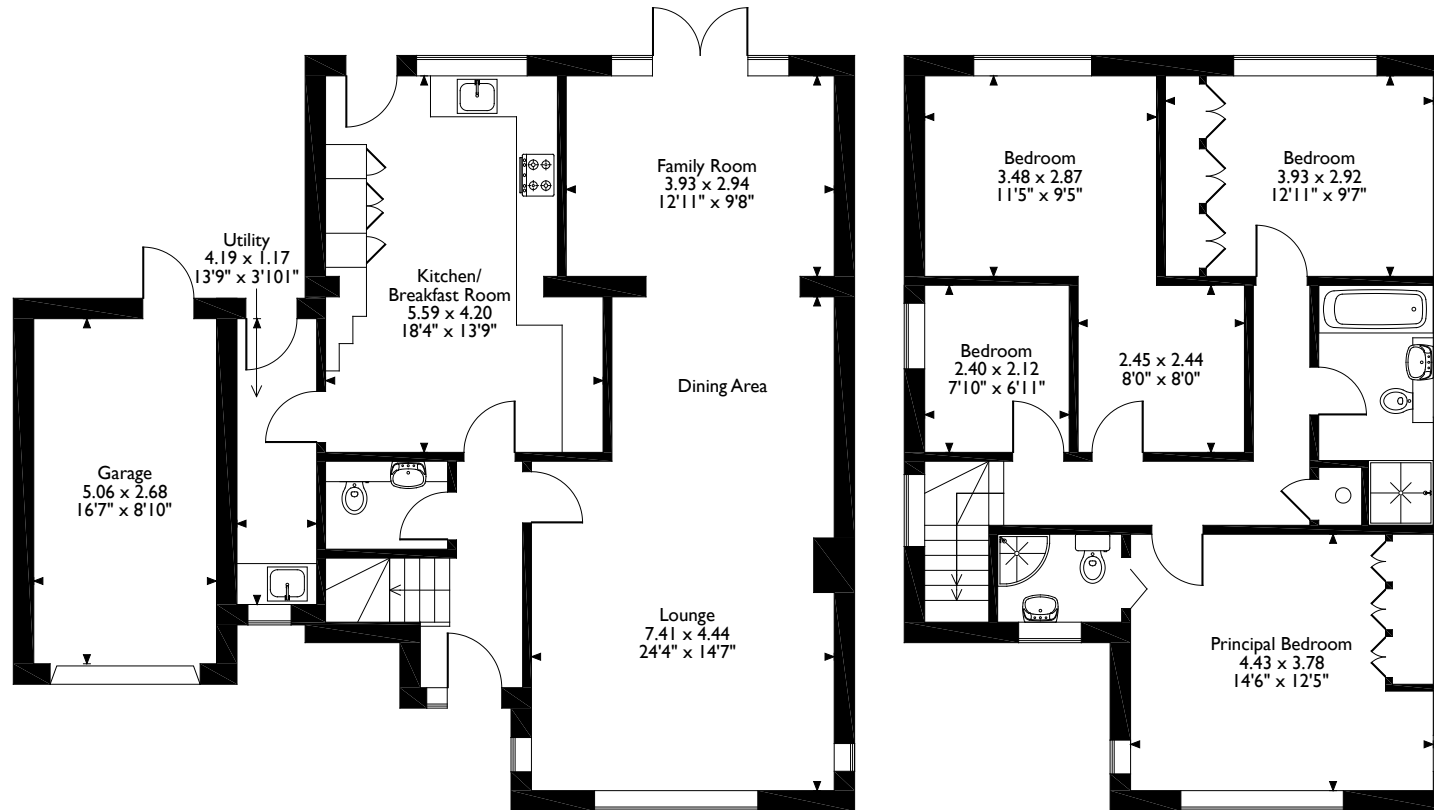 Family Room
3.93 x 2.94
12'11" x 9'8"
Bedroom
3.48 x 2.87
11'5" x 9'5"
Bedroom
3.93 x 2.92
12'11" x 9'7"
Utility
4.19 x 1.17
13'9" x 3'101"
Kitchen/
Breakfast Room
5.59 x 4.20
18'4" x 13'9"
Dining Area
Bedroom
2.40 x 2.12
7'10" x 6'11"
2.45 x 2.44
8'0" x 8'0"
Garage
5.06 x 2.68
16'7" x 8'10"
Lounge
7.41 x 4.44
24'4" x 14'7"
Principal Bedroom
4.43 x 3.78
14'6" x 12'5"